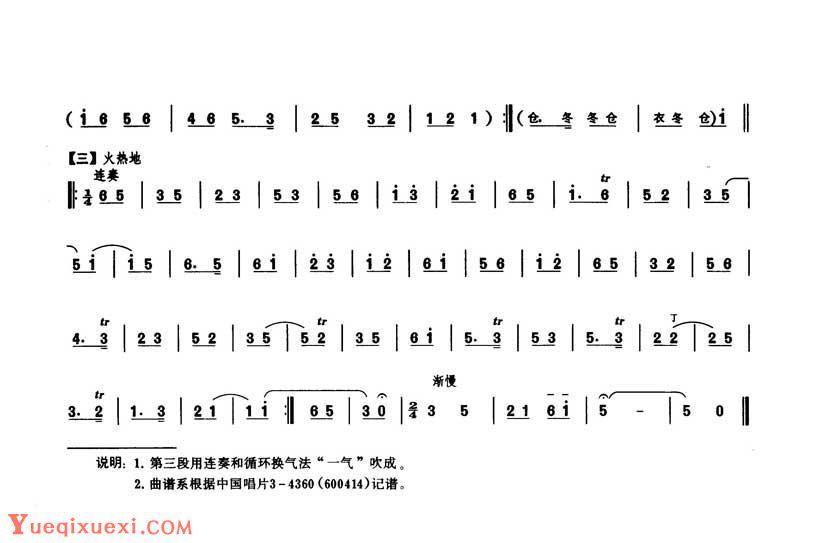 ( i 6 5 6 | 4 6 5. 3 | 2 5 3 2 | 1 2 1 ) :‖( 仓. 冬 冬 仓 | 衣 冬 仓 ) i ‖
【三】火热地
连奏
‖: 1/4 6 5 | 3 5 | 2 3 | 5 3 | 5 6 | i 3 | 2 i | 6 5 | i. tr 6 | 5 2 | 3 5 |
5 i | i 5 | 6. 5 | 6 i | 2 3 | i 2 | 6 i | 5 6 | i 2 | 6 5 | 3 2 | 5 6 |
4. tr 3 | 2 3 | 5 2 | 3 5 | 5 tr 2 | 3 5 | 6 i | 5. tr 3 | 5 3 | 5. tr 3 | 2 丁 2 | 2 5 |
渐慢
3. tr 2 | 1. 3 | 2 1 | 1 i :‖ 6 5 | 3 0 | 2/4 3 5 | 2 1 6 i | 5 - | 5 0 ‖
说明：1. 第三段用连奏和循环换气法“一气”吹成。
2. 曲谱系根据中国唱片3-4360(600414)记谱。
Yueqixuexi.com